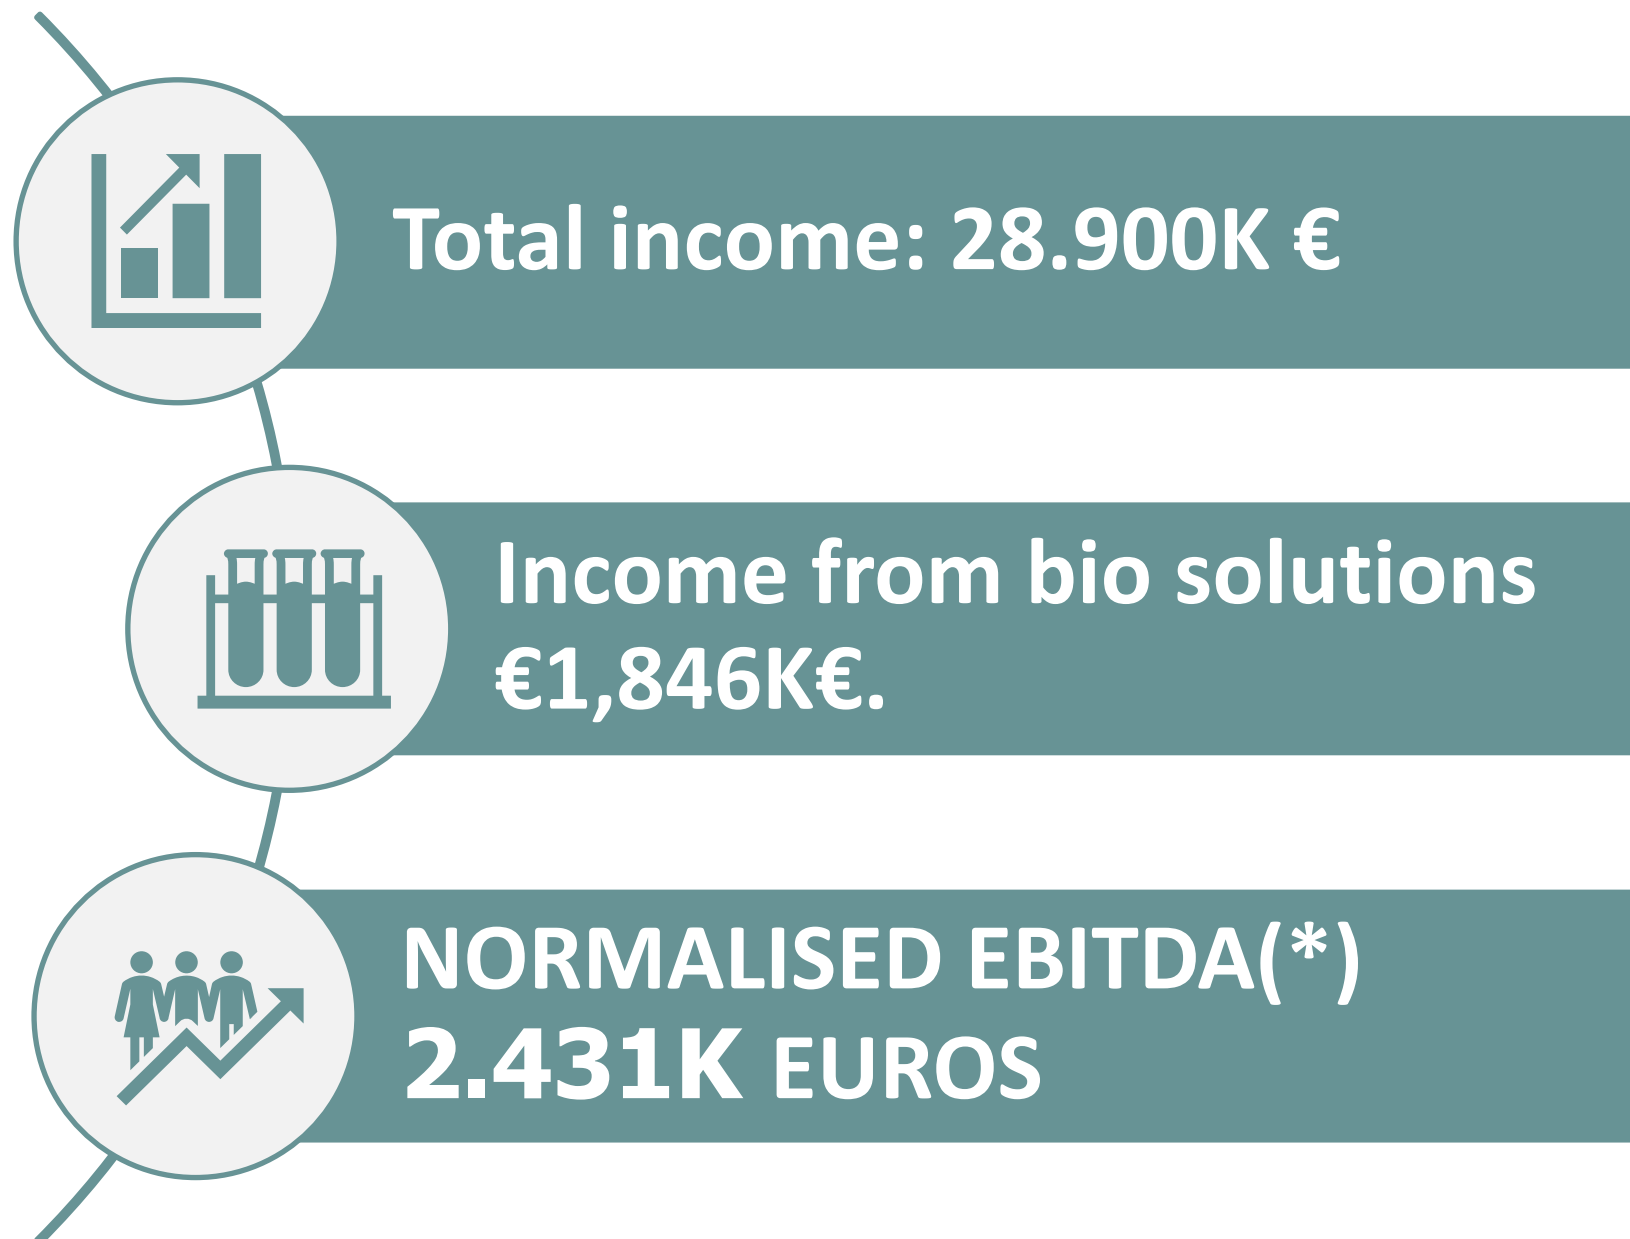 Total income: 28.900K €
Income from bio solutions
€1,846K€.
NORMALISED EBITDA(*)
2.431K EUROS